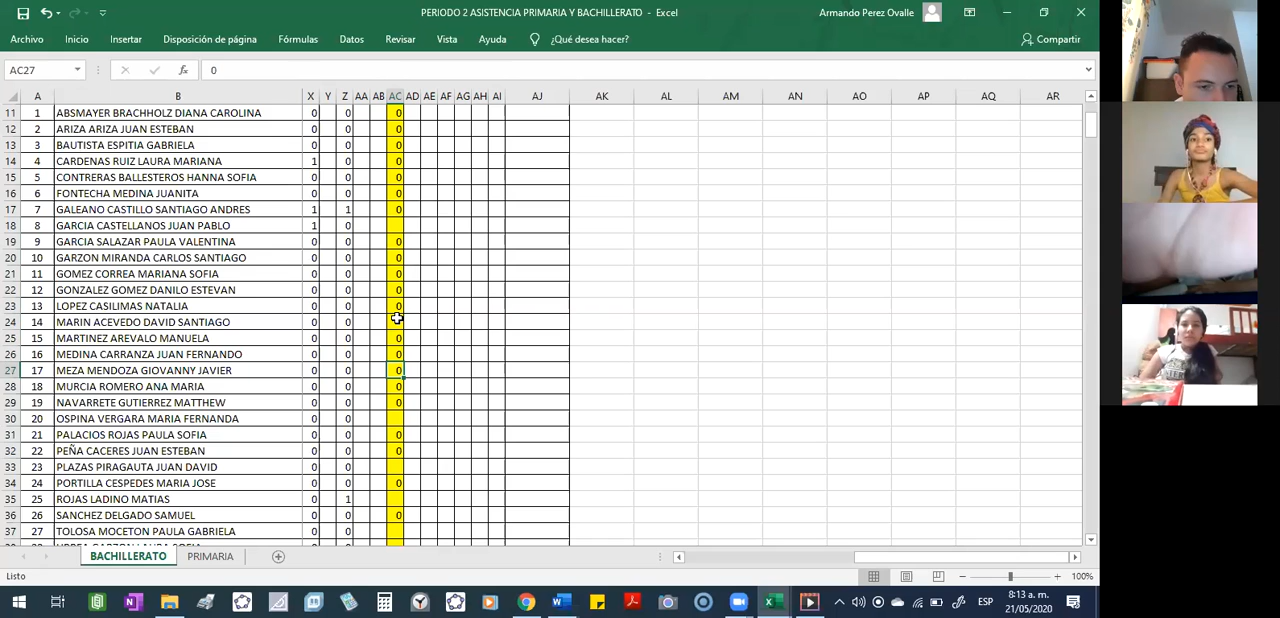 PERIODO 2 ASISTENCIA PRIMARIA Y BACHILLERATO - Excel Armando Perez Ovalle
Archivo Inicio Insertar Disposición de página Fórmulas Datos Revisar Vista Ayuda ¿Qué desea hacer? Compartir
AC27 fx 0
A B X Y Z AA AB AC AD AE AF AG AH AI AJ AK AL AM AN AO AP AQ AR
11 1 ABSMAYER BRACHHOLZ DIANA CAROLINA 0 0 0
12 2 ARIZA ARIZA JUAN ESTEBAN 0 0 0
13 3 BAUTISTA ESPITIA GABRIELA 0 0 0
14 4 CARDENAS RUIZ LAURA MARIANA 1 0 0
15 5 CONTRERAS BALLESTEROS HANNA SOFIA 0 0 0
16 6 FONTECHA MEDINA JUANITA 0 0 0
17 7 GALEANO CASTILLO SANTIAGO ANDRES 1 1 0
18 8 GARCIA CASTELLANOS JUAN PABLO 1 0
19 9 GARCIA SALAZAR PAULA VALENTINA 0 0 0
20 10 GARZON MIRANDA CARLOS SANTIAGO 0 0 0
21 11 GOMEZ CORREA MARIANA SOFIA 0 0 0
22 12 GONZALEZ GOMEZ DANILO ESTEVAN 0 0 0
23 13 LOPEZ CASILIMAS NATALIA 0 0 0
24 14 MARIN ACEVEDO DAVID SANTIAGO 0 0
25 15 MARTINEZ AREVALO MANUELA 0 0 0
26 16 MEDINA CARRANZA JUAN FERNANDO 0 0 0
27 17 MEZA MENDOZA GIOVANNY JAVIER 0 0 0
28 18 MURCIA ROMERO ANA MARIA 0 0 0
29 19 NAVARRETE GUTIERREZ MATTHEW 0 0 0
30 20 OSPINA VERGARA MARIA FERNANDA 0 0
31 21 PALACIOS ROJAS PAULA SOFIA 0 0 0
32 22 PEÑA CACERES JUAN ESTEBAN 0 0 0
33 23 PLAZAS PIRAGAUTA JUAN DAVID 0 0
34 24 PORTILLA CESPEDES MARIA JOSE 0 0 0
35 25 ROJAS LADINO MATIAS 0 1
36 26 SANCHEZ DELGADO SAMUEL 0 0 0
37 27 TOLOSA MOCETON PAULA GABRIELA 0 0
BACHILLERATO PRIMARIA
Listo 100%
ESP 8:13 a. m.
21/05/2020